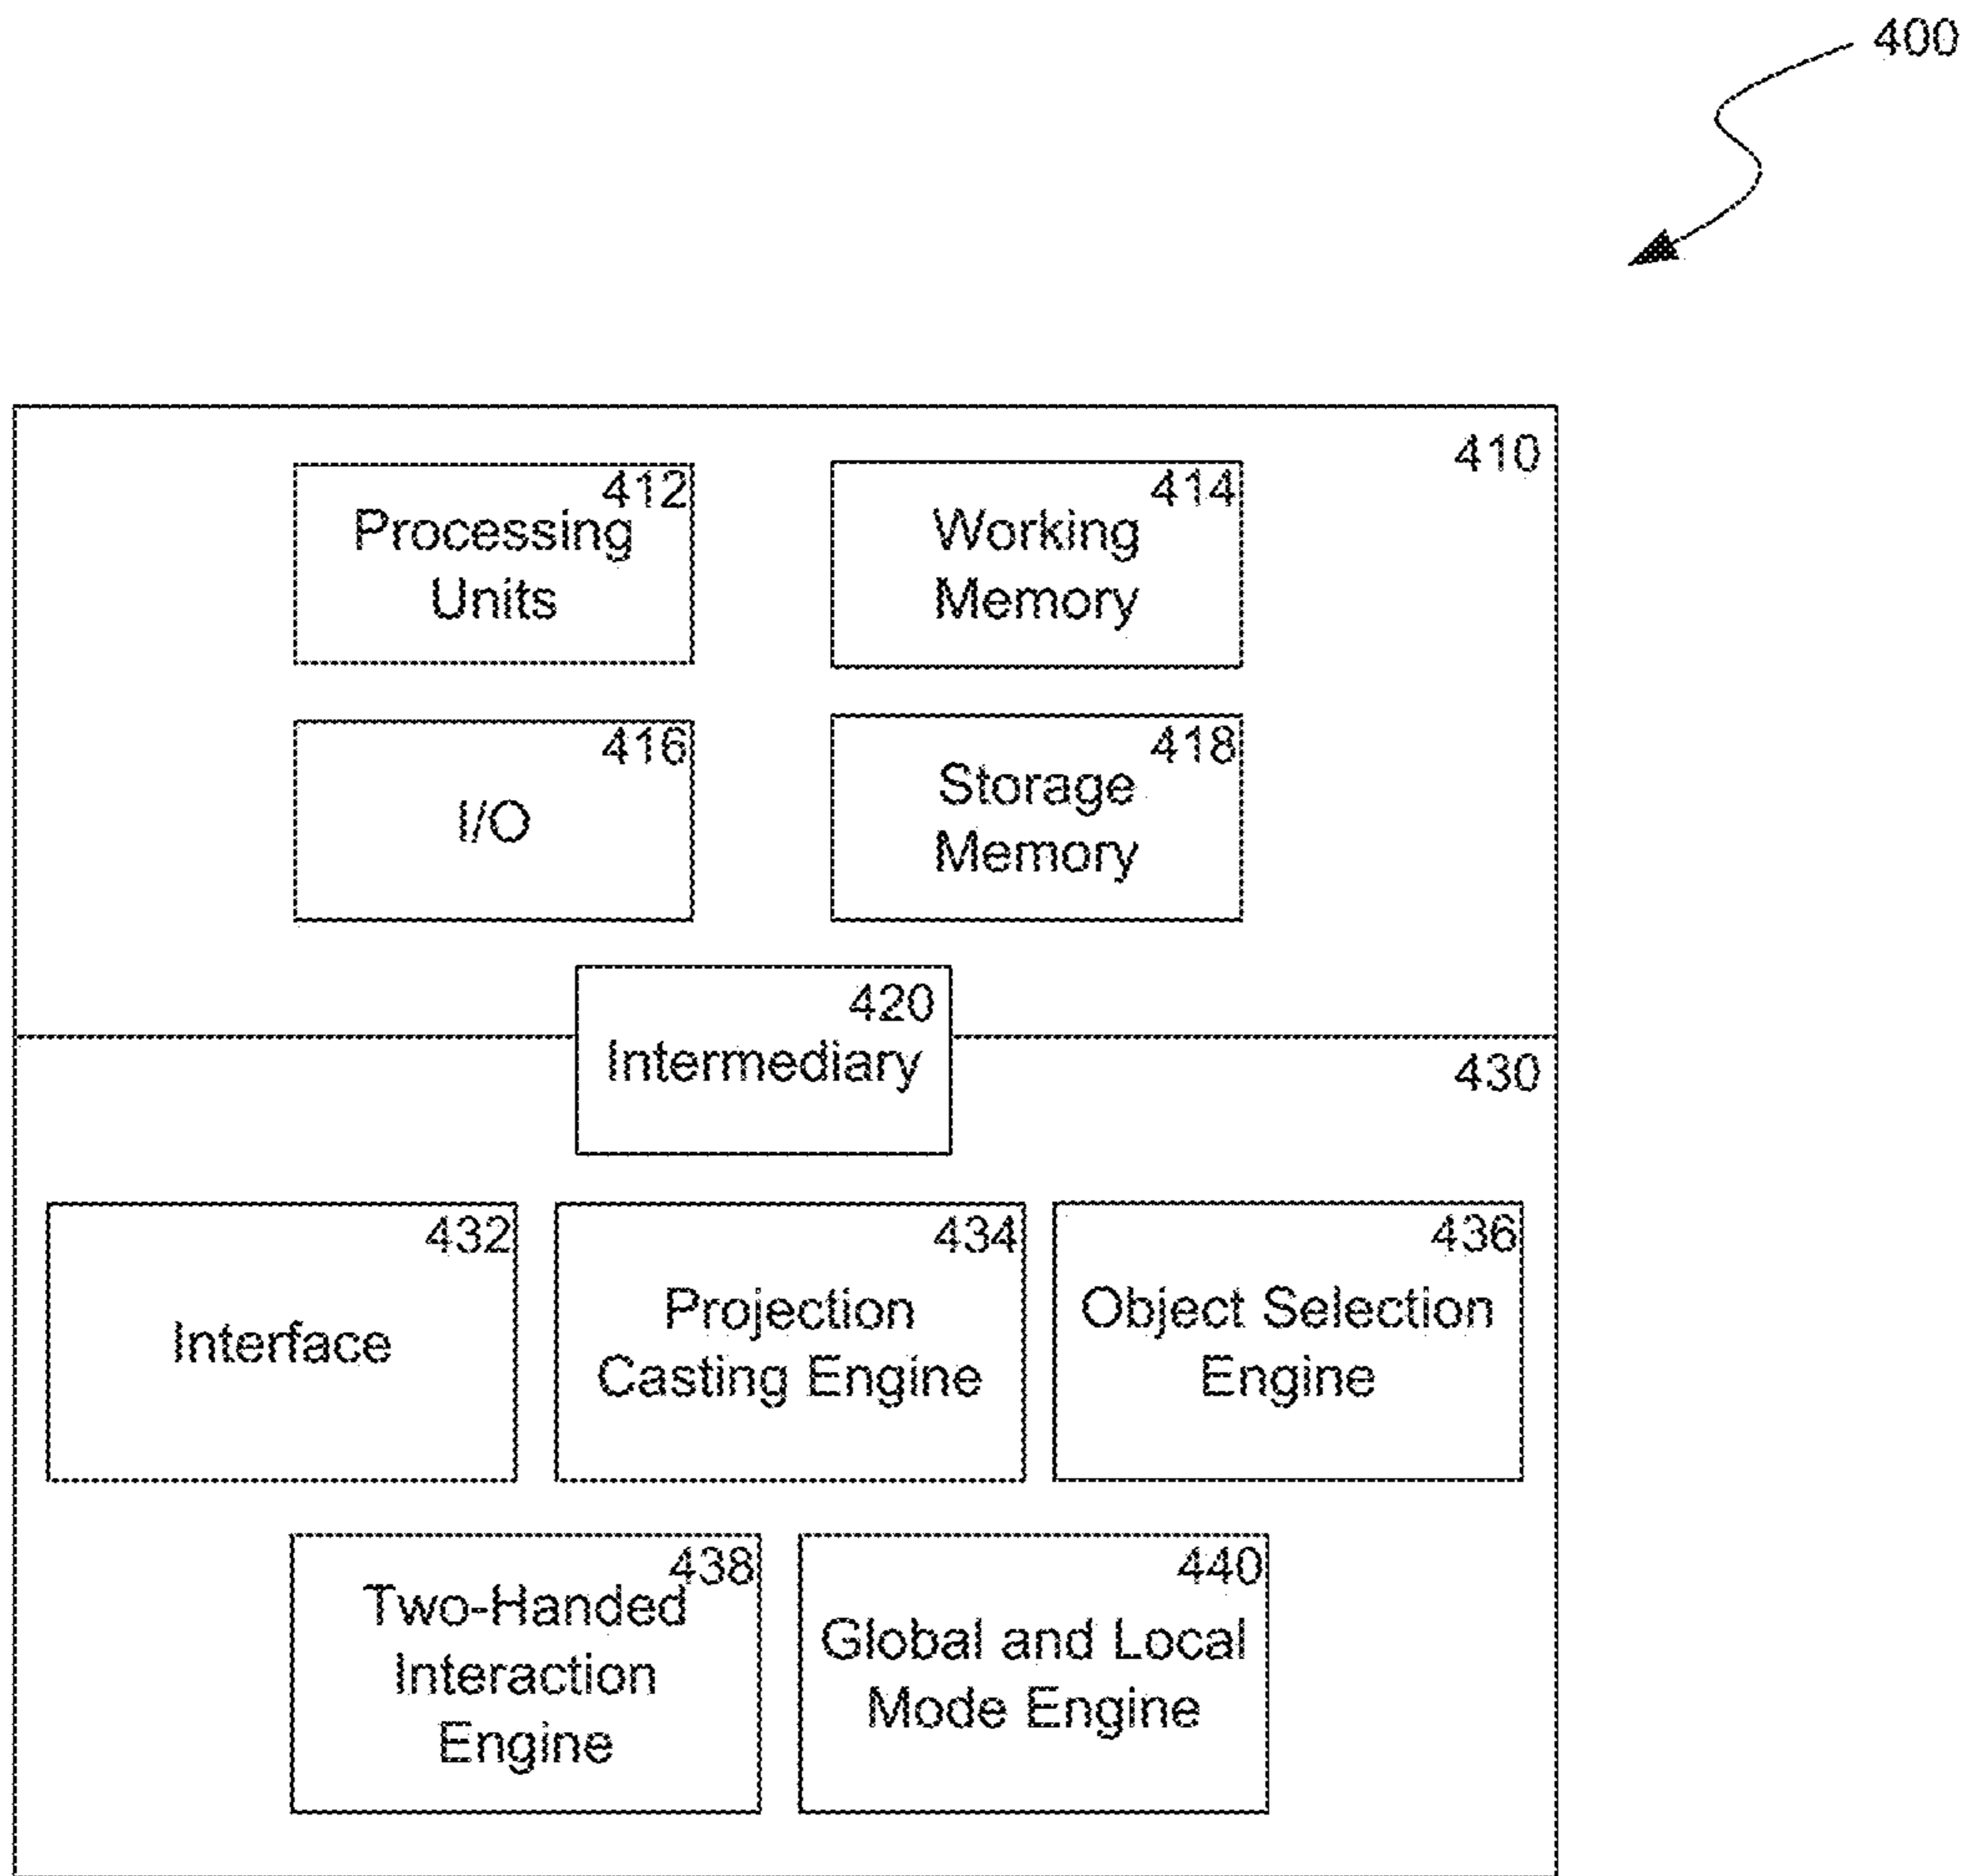 400
410
412
Processing
Units
414
Working
Memory
416
I/O
418
Storage
Memory
420
Intermediary
430
432
Interface
434
Projection
Casting Engine
436
Object Selection
Engine
438
Two-Handed
Interaction
Engine
440
Global and Local
Mode Engine